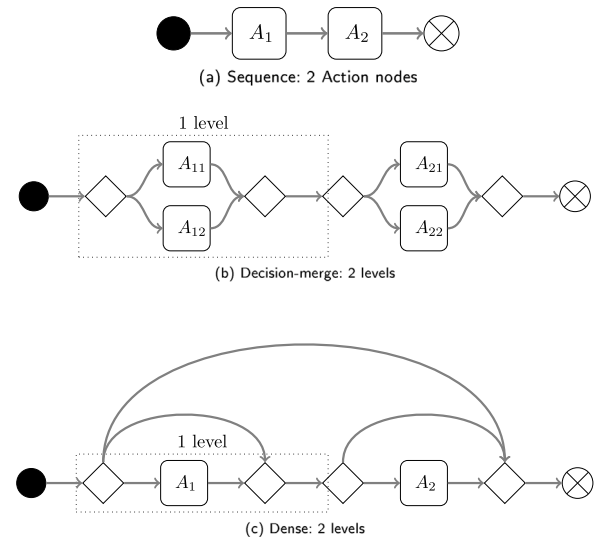 A1 A2
(a) Sequence: 2 Action nodes
1 level
A11 A21
A12 A22
(b) Decision-merge: 2 levels
1 level
A1 A2
(c) Dense: 2 levels